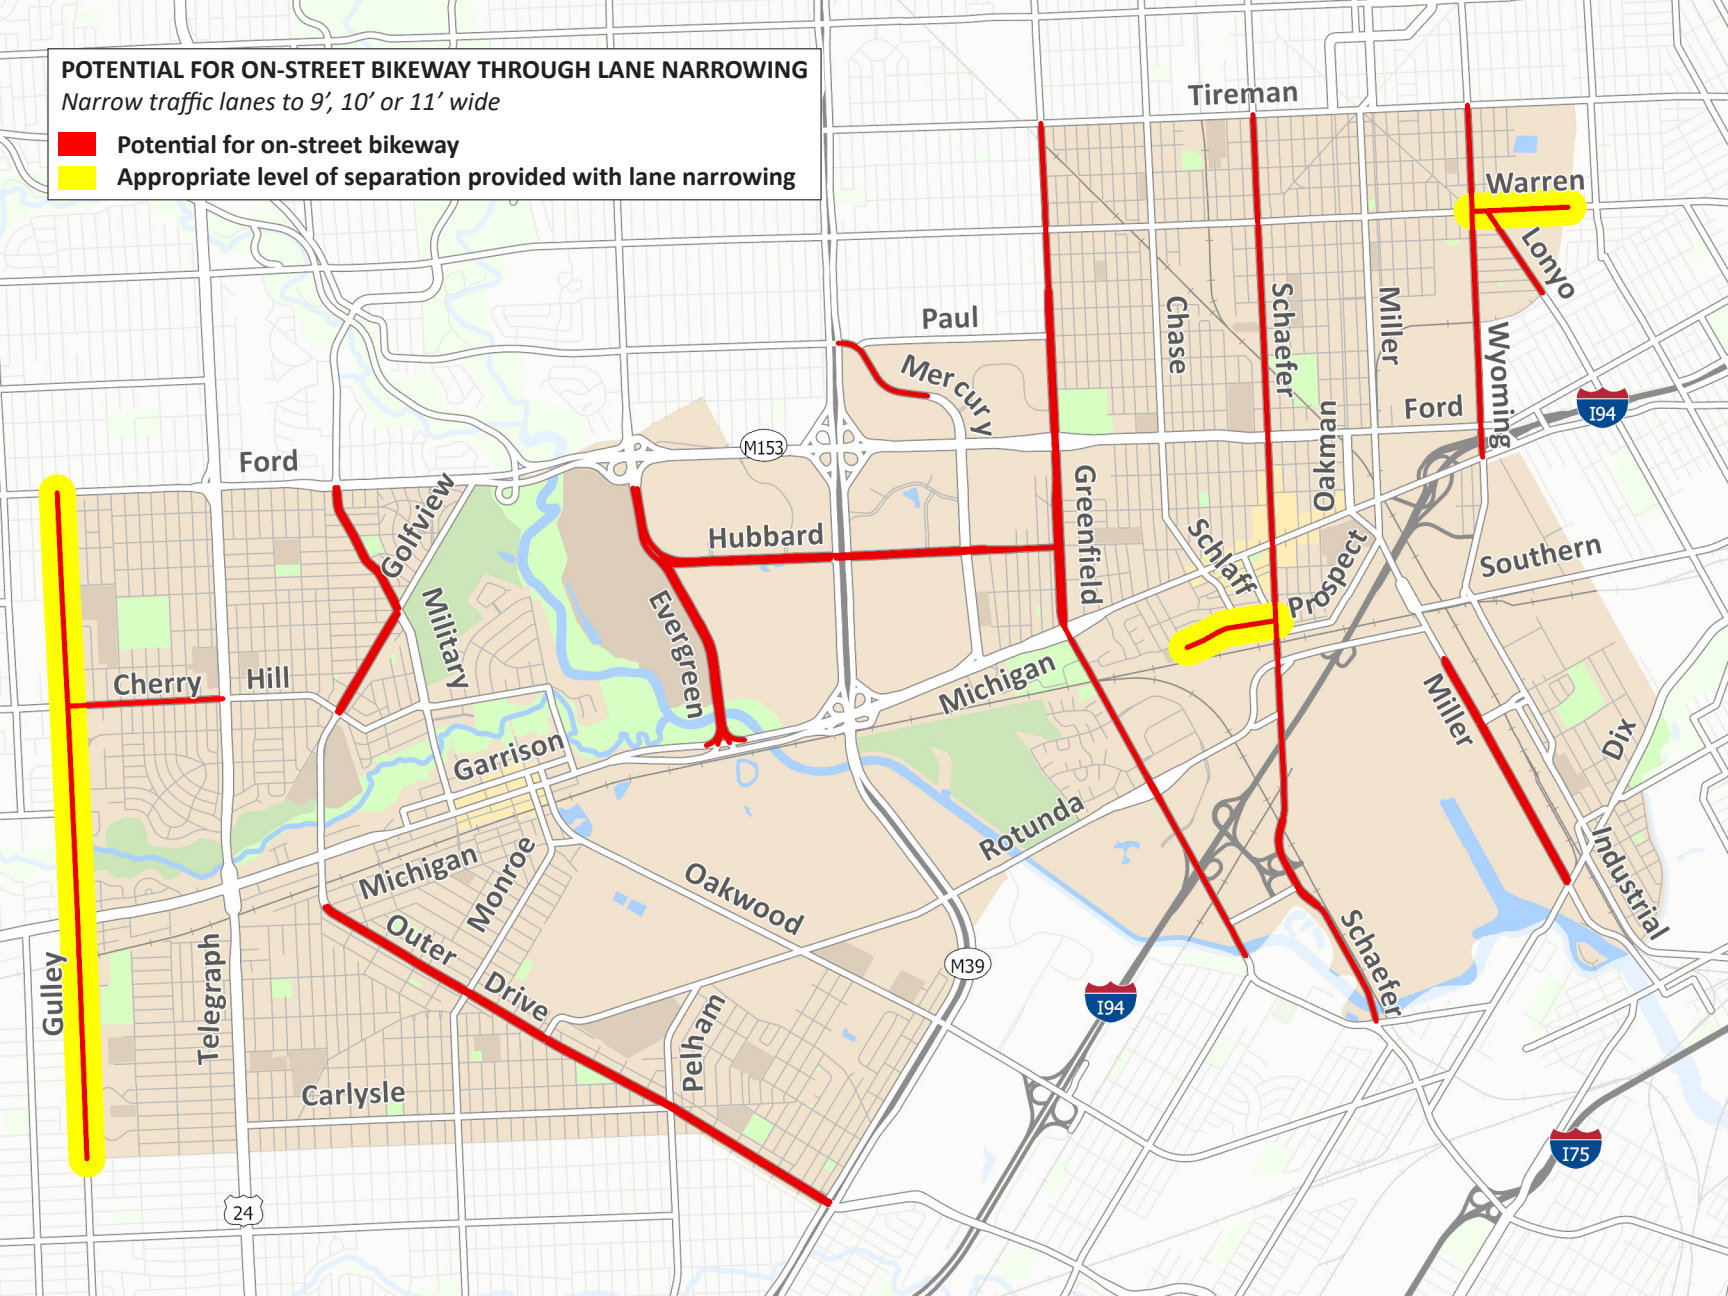 POTENTIAL FOR ON-STREET BIKEWAY THROUGH LANE NARROWING
Narrow traffic lanes to 9’, 10’ or 11’ wide
Potential for on-street bikeway
Appropriate level of separation provided with lane narrowing
Tireman
Warren
Lonyo
Paul
Mercury
Chase
Schaefer
Miller
Wyoming
I94
Ford
M153
Ford
Oakman
Golfview
Greenfield
Hubbard
Schlaff
Prospect
Southern
Military
Evergreen
Cherry
Hill
Michigan
Miller
Dix
Garrison
Rotunda
Michigan
Monroe
Oakwood
Industrial
Outer
Drive
Schaefer
M39
Gulley
Telegraph
I94
Pelham
Carlysle
I75
24